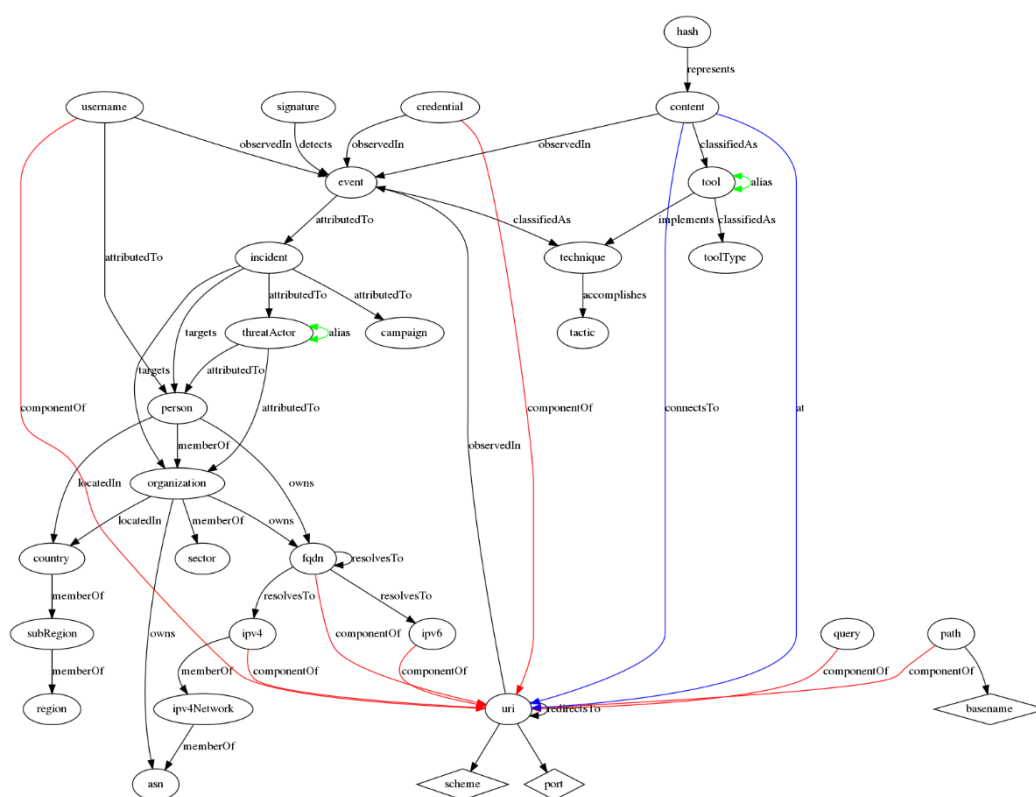 hash
represents
username
signature
credential
content
observedIn
detects
observedIn
observedIn
classifiedAs
event
tool
alias
attributedTo
classifiedAs
implements
classifiedAs
attributedTo
incident
technique
toolType
attributedTo
attributedTo
accomplishes
targets
threatActor
alias
campaign
tactic
targets
attributedTo
componentOf
person
attributedTo
componentOf
connectsTo
at
memberOf
observedIn
locatedIn
organization
owns
locatedIn
memberOf
owns
country
sector
fqdn
resolvesTo
memberOf
resolvesTo
resolvesTo
subRegion
owns
ipv4
componentOf
ipv6
query
path
memberOf
memberOf
componentOf
componentOf
componentOf
componentOf
region
ipv4Network
uri
redirectsTo
basename
memberOf
asn
scheme
port